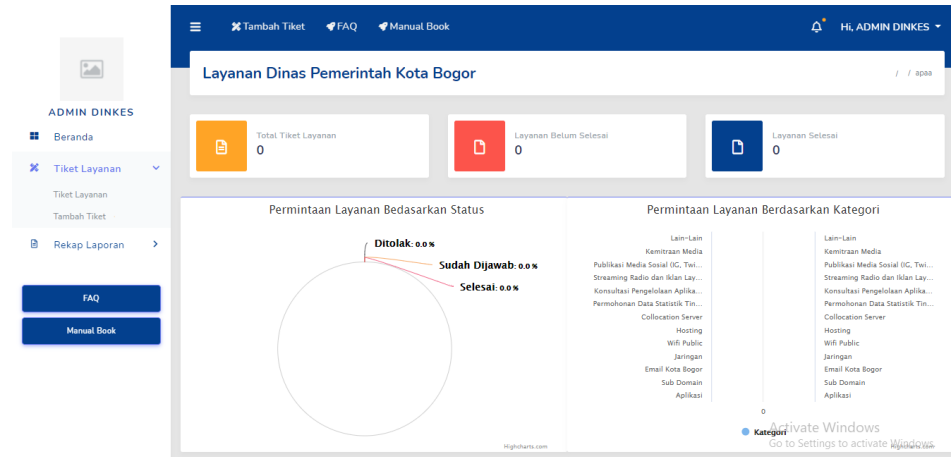 Tambah Tiket FAQ Manual Book Hi, ADMIN DINKES
ADMIN DINKES
Beranda
Tiket Layanan
Tiket Layanan
Tambah Tiket
Rekap Laporan
FAQ
Manual Book
Layanan Dinas Pemerintah Kota Bogor
/ / apaa
Total Tiket Layanan
0
Layanan Belum Selesai
0
Layanan Selesai
0
Permintaan Layanan Bedasarkan Status
Ditolak: 0.0 %
Sudah Dijawab: 0.0 %
Selesai: 0.0 %
Highcharts.com
Permintaan Layanan Berdasarkan Kategori
Lain-Lain Lain-Lain
Kemitraan Media Kemitraan Media
Publikasi Media Sosial (IG, Twi... Publikasi Media Sosial (IG, Twi...
Streaming Radio dan Iklan Lay... Streaming Radio dan Iklan Lay...
Konsultasi Pengelolaan Aplika... Konsultasi Pengelolaan Aplika...
Permohonan Data Statistik Tin... Permohonan Data Statistik Tin...
Collocation Server Collocation Server
Hosting Hosting
Wifi Public Wifi Public
Jaringan Jaringan
Email Kota Bogor Email Kota Bogor
Sub Domain Sub Domain
Aplikasi Aplikasi
0
Kategori
Activate Windows
Go to Settings to activate Windows.
Highcharts.com